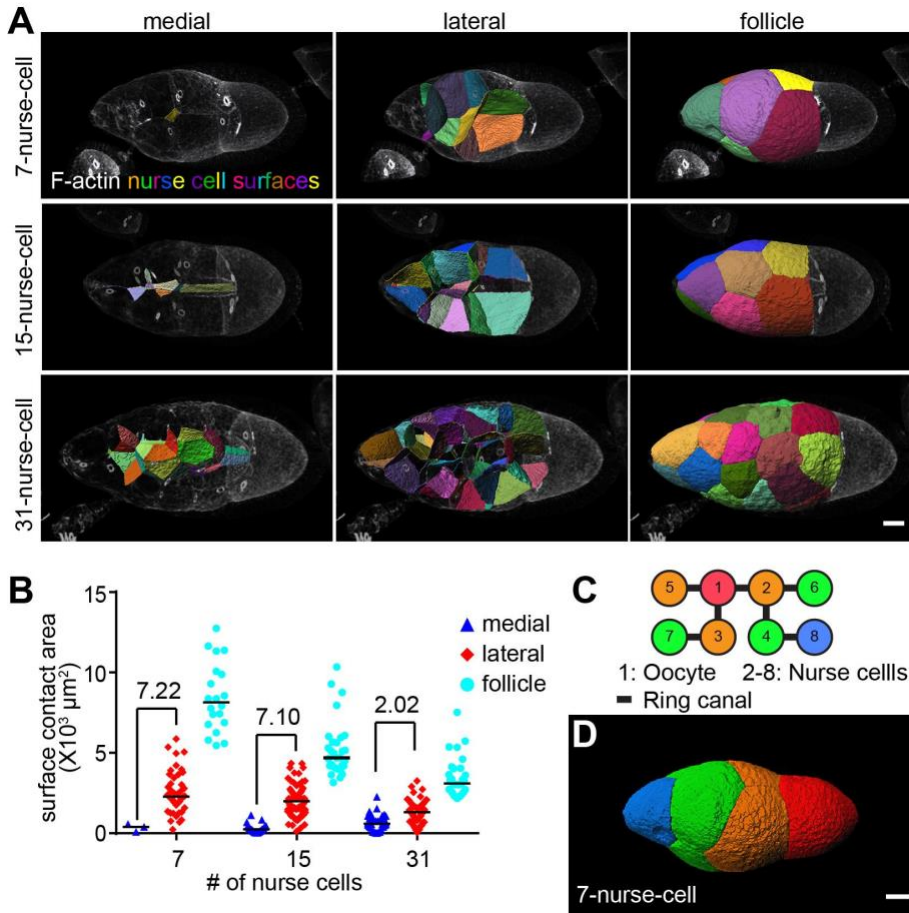 A
medial lateral follicle
7-nurse-cell
F-actin nurse cell surfaces
15-nurse-cell
31-nurse-cell
B
surface contact area
(X10³ μm²)
15
10
5
0
7.22
7.10
2.02
medial
lateral
follicle
7 15 31
# of nurse cells
C
5 1 2 6
7 3 4 8
1: Oocyte 2-8: Nurse cellls
Ring canal
D
7-nurse-cell